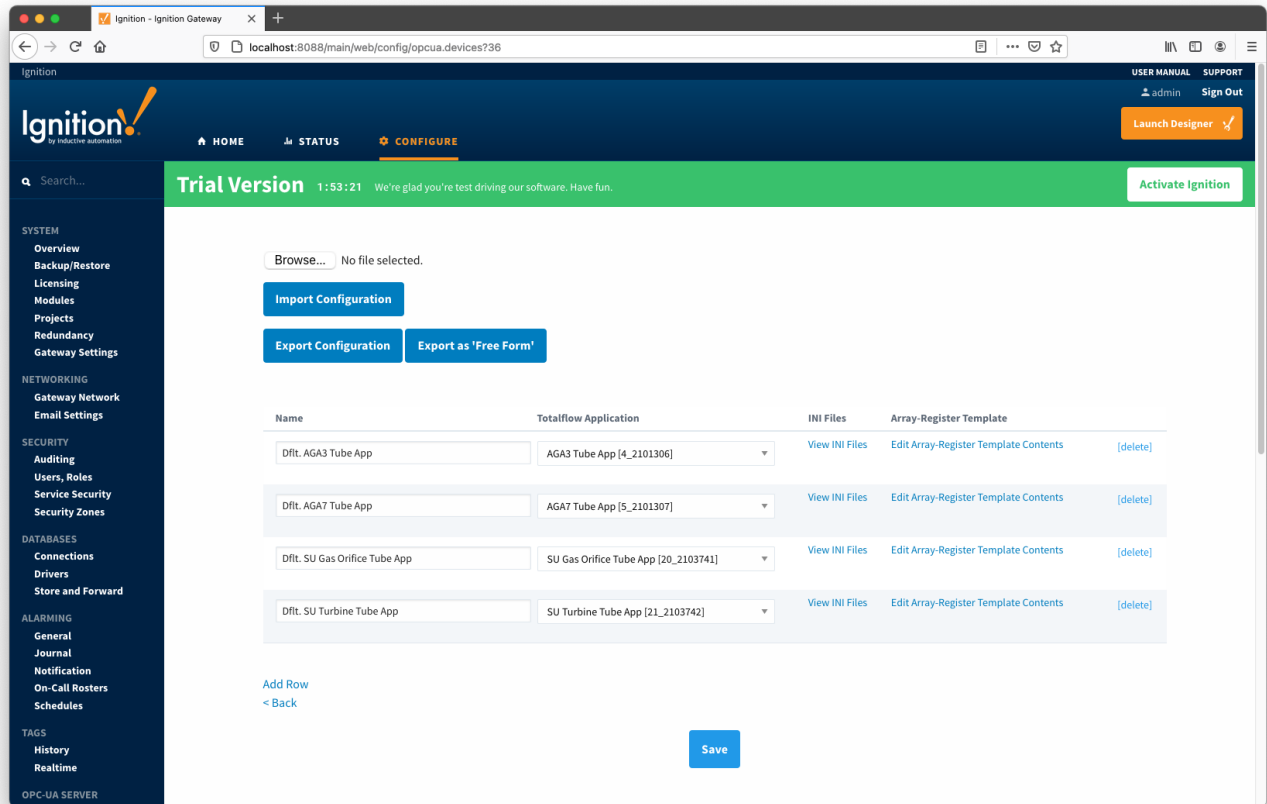 Ignition - Ignition Gateway
localhost:8088/main/web/config/opcua.devices?36
Ignition
USER MANUAL SUPPORT
admin Sign Out
Ignition!
by inductive automation
HOME STATUS CONFIGURE
Launch Designer
Search...
Trial Version 1:53:21 We're glad you're test driving our software. Have fun.
Activate Ignition
SYSTEM
Overview
Backup/Restore
Licensing
Modules
Projects
Redundancy
Gateway Settings
NETWORKING
Gateway Network
Email Settings
SECURITY
Auditing
Users, Roles
Service Security
Security Zones
DATABASES
Connections
Drivers
Store and Forward
ALARMING
General
Journal
Notification
On-Call Rosters
Schedules
TAGS
History
Realtime
OPC-UA SERVER
Browse... No file selected.
Import Configuration
Export Configuration Export as 'Free Form'
Name Totalflow Application INI Files Array-Register Template
Dflt. AGA3 Tube App AGA3 Tube App [4_2101306] View INI Files Edit Array-Register Template Contents [delete]
Dflt. AGA7 Tube App AGA7 Tube App [5_2101307] View INI Files Edit Array-Register Template Contents [delete]
Dflt. SU Gas Orifice Tube App SU Gas Orifice Tube App [20_2103741] View INI Files Edit Array-Register Template Contents [delete]
Dflt. SU Turbine Tube App SU Turbine Tube App [21_2103742] View INI Files Edit Array-Register Template Contents [delete]
Add Row
< Back
Save